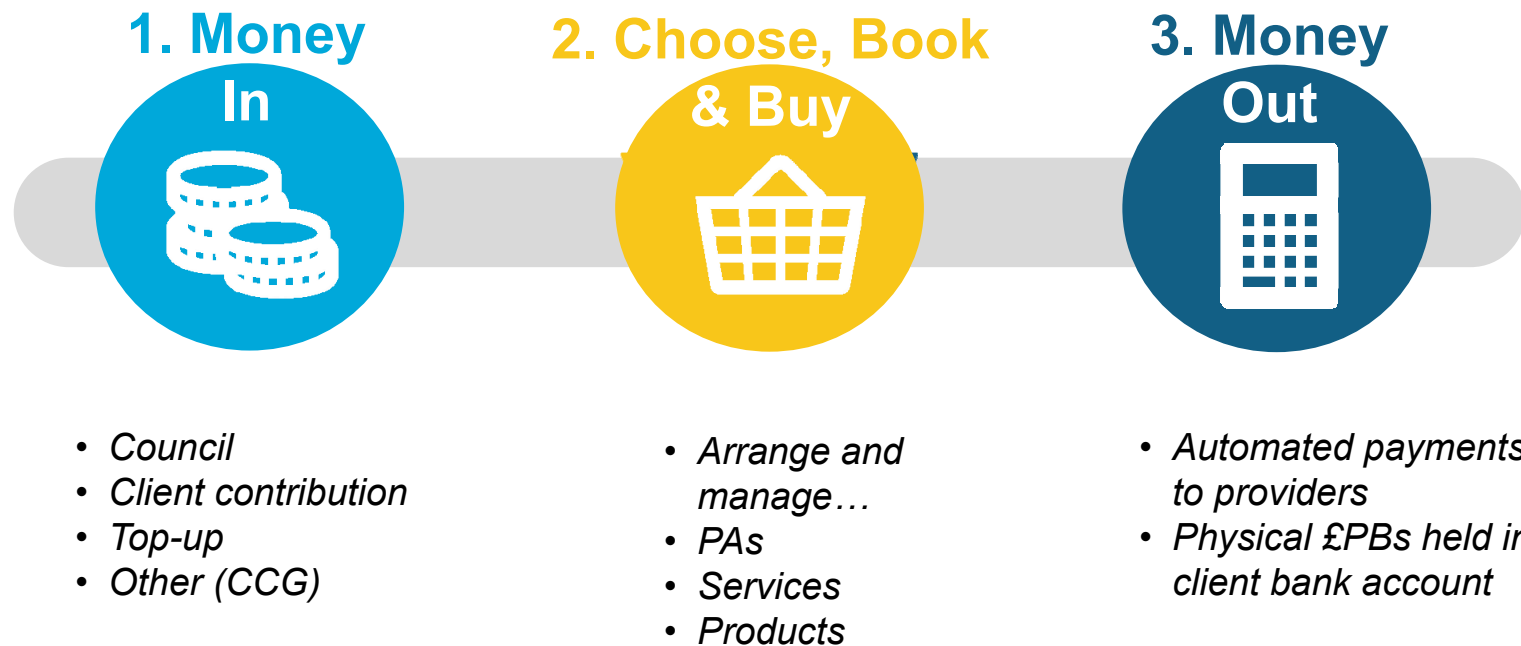 1. Money
In
2. Choose, Book
& Buy
3. Money
Out
• Council
• Client contribution
• Top-up
• Other (CCG)
• Arrange and
manage…
• PAs
• Services
• Products
• Automated payments
to providers
• Physical £PBs held in
client bank account